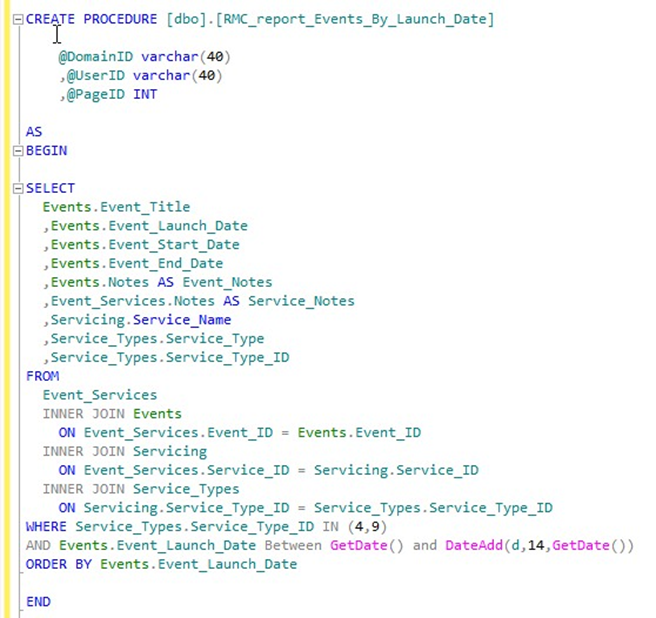 CREATE PROCEDURE [dbo].[RMC_report_Events_By_Launch_Date]
@DomainID varchar(40)
,@UserID varchar(40)
,@PageID INT
AS
BEGIN
SELECT
Events.Event_Title
,Events.Event_Launch_Date
,Events.Event_Start_Date
,Events.Event_End_Date
,Events.Notes AS Event_Notes
,Event_Services.Notes AS Service_Notes
,Servicing.Service_Name
,Service_Types.Service_Type
,Service_Types.Service_Type_ID
FROM
Event_Services
INNER JOIN Events
ON Event_Services.Event_ID = Events.Event_ID
INNER JOIN Servicing
ON Event_Services.Service_ID = Servicing.Service_ID
INNER JOIN Service_Types
ON Servicing.Service_Type_ID = Service_Types.Service_Type_ID
WHERE Service_Types.Service_Type_ID IN (4,9)
AND Events.Event_Launch_Date Between GetDate() and DateAdd(d,14,GetDate())
ORDER BY Events.Event_Launch_Date
END